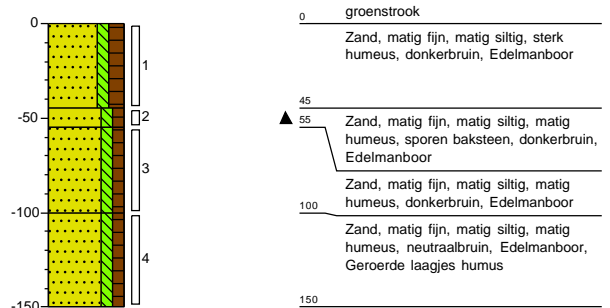 0
-50
-100
-150
1
2
3
4
groenstrook
0
Zand, matig fijn, matig siltig, sterk
humeus, donkerbruin, Edelmanboor
45
55
Zand, matig fijn, matig siltig, matig
humeus, sporen baksteen, donkerbruin,
Edelmanboor
Zand, matig fijn, matig siltig, matig
humeus, donkerbruin, Edelmanboor
100
Zand, matig fijn, matig siltig, matig
humeus, neutraalbruin, Edelmanboor,
Geroerde laagjes humus
150